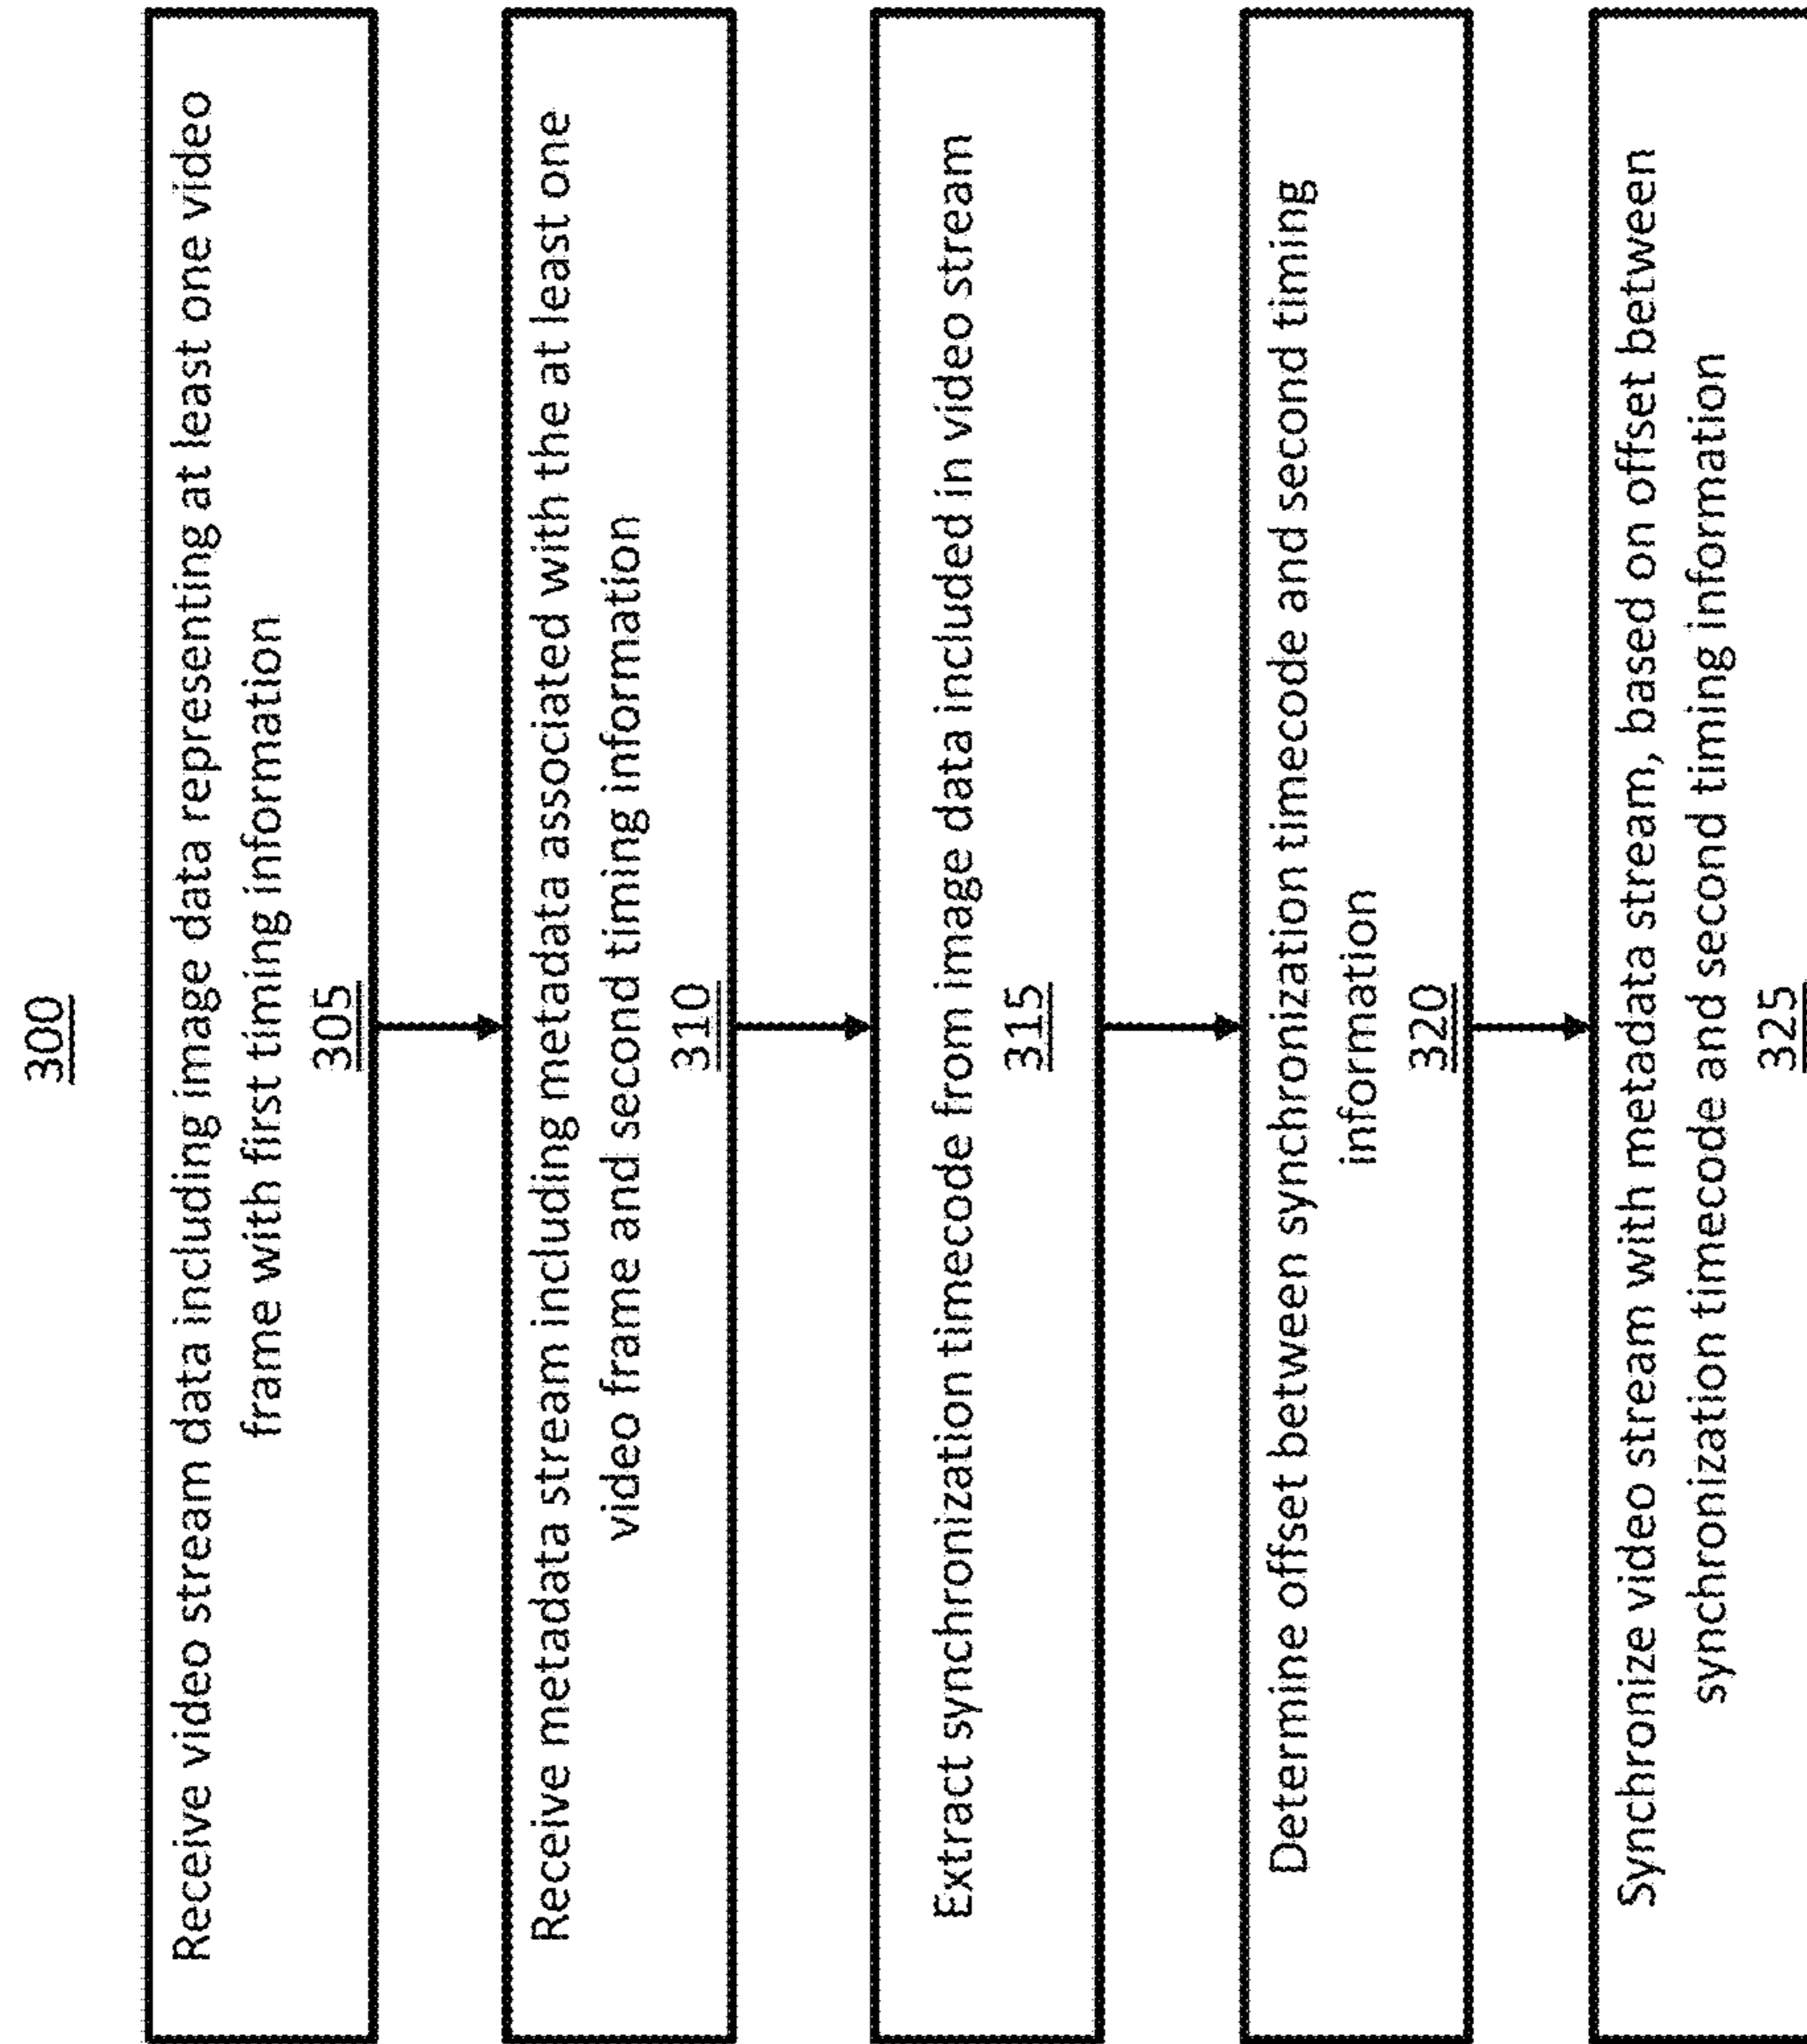 300
Receive video stream data including image data representing at least one video
frame with first timing information
305
Receive metadata stream including metadata associated with the at least one
video frame and second timing information
310
Extract synchronization timecode from image data included in video stream
315
Determine offset between synchronization timecode and second timing
information
320
Synchronize video stream with metadata stream, based on offset between
synchronization timecode and second timing information
325